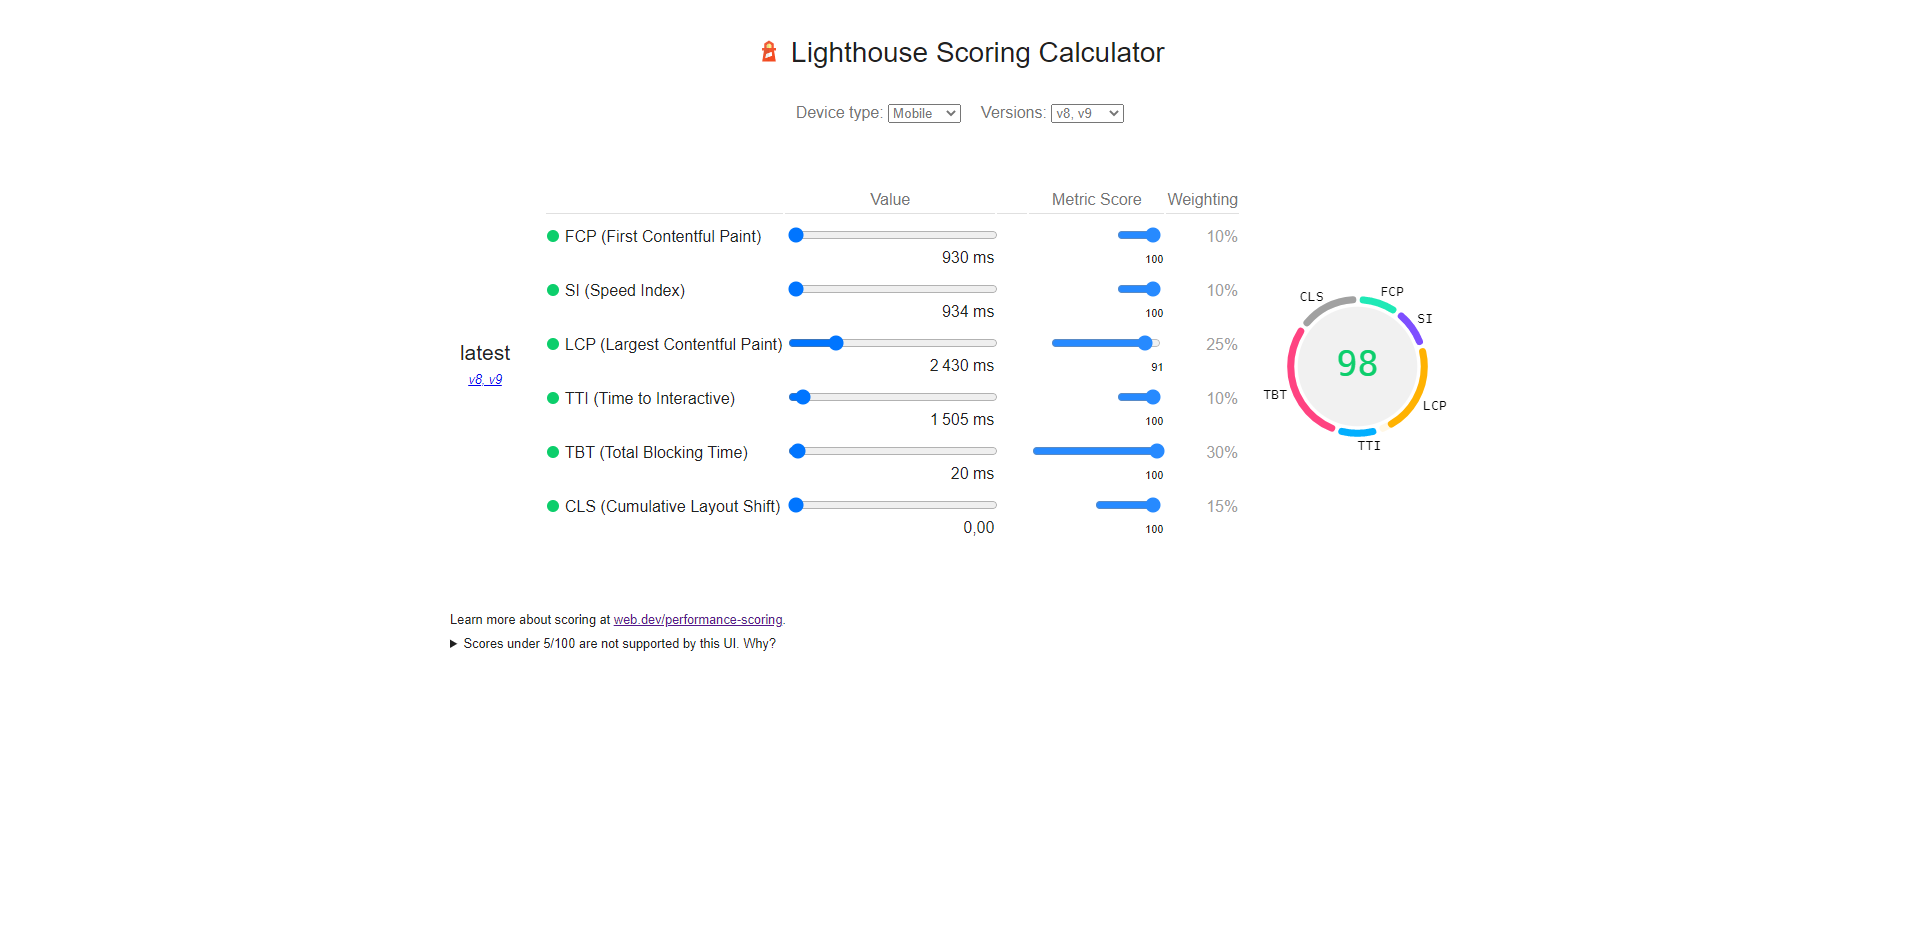 Lighthouse Scoring Calculator
Device type: Mobile Versions: v8, v9
Value Metric Score Weighting
FCP (First Contentful Paint) 10%
930 ms 100
SI (Speed Index) 10%
934 ms 100
latest
v8, v9
LCP (Largest Contentful Paint) 25%
2 430 ms 91
TTI (Time to Interactive) 10%
1 505 ms 100
TBT (Total Blocking Time) 30%
20 ms 100
CLS (Cumulative Layout Shift) 15%
0,00 100
CLS FCP
SI
98
TBT
LCP
TTI
Learn more about scoring at web.dev/performance-scoring.
Scores under 5/100 are not supported by this UI. Why?